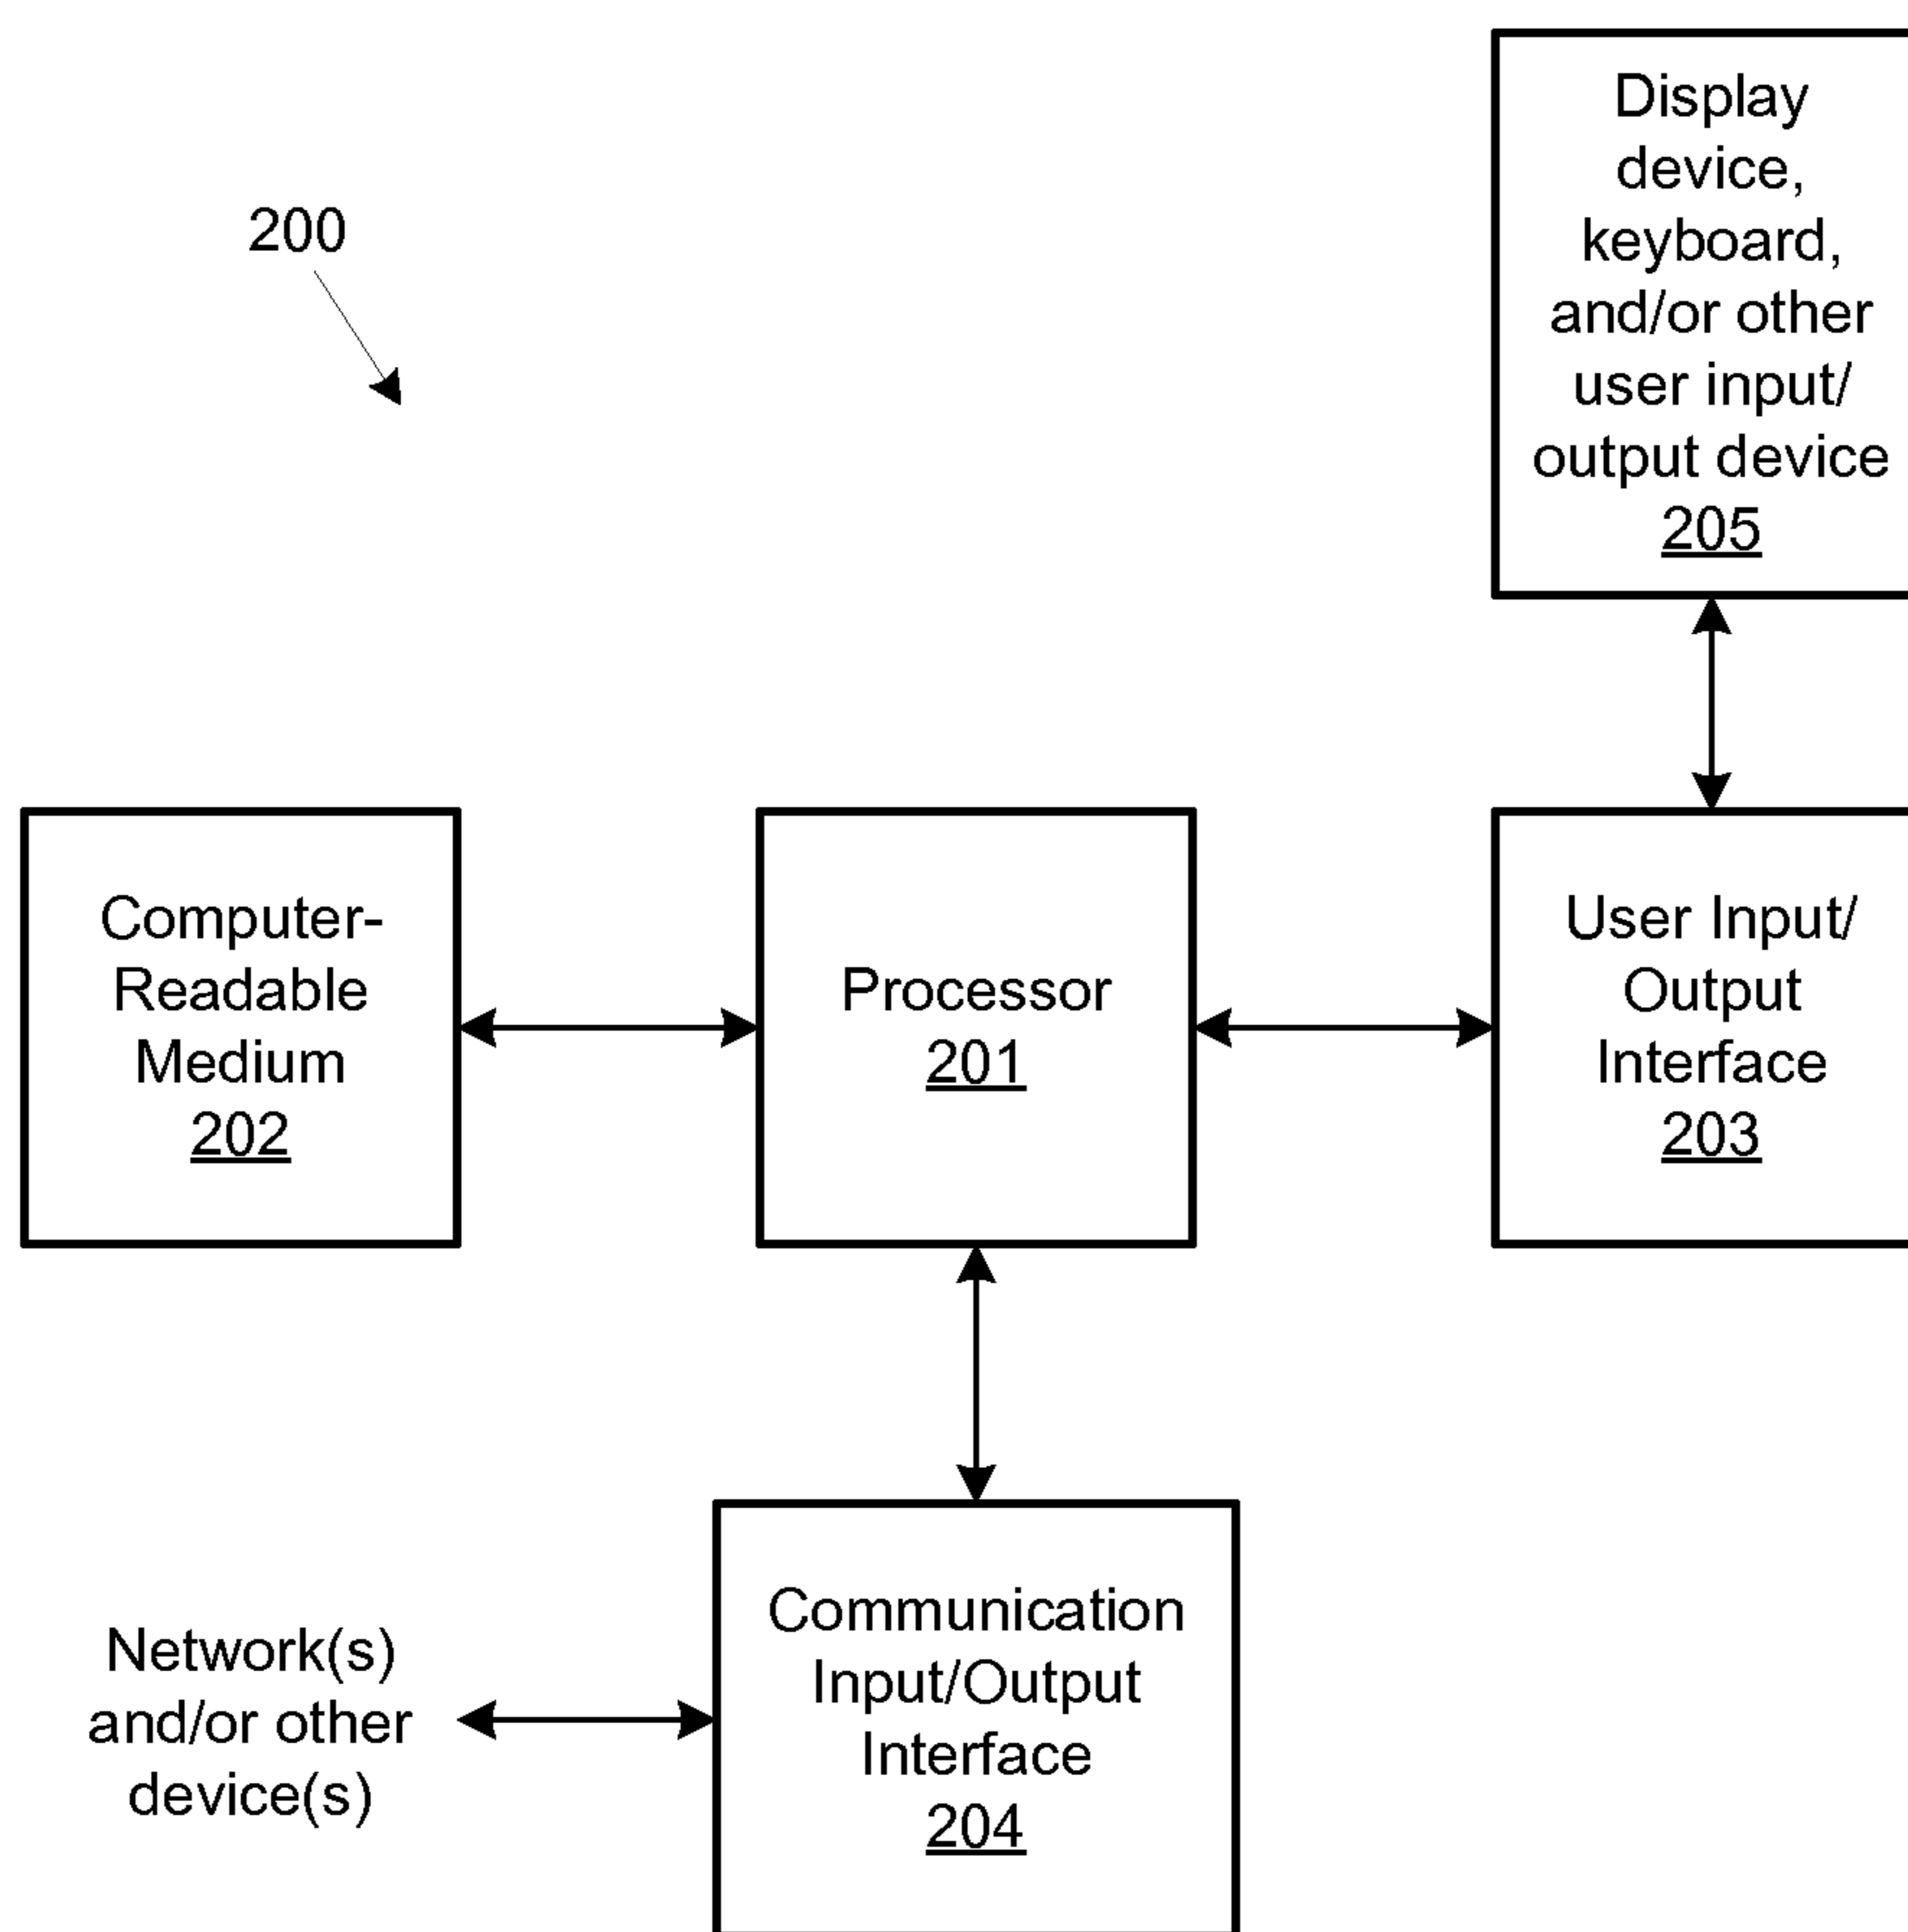 200
Display
device,
keyboard,
and/or other
user input/
output device
205
Computer-
Readable
Medium
202
Processor
201
User Input/
Output
Interface
203
Network(s)
and/or other
device(s)
Communication
Input/Output
Interface
204